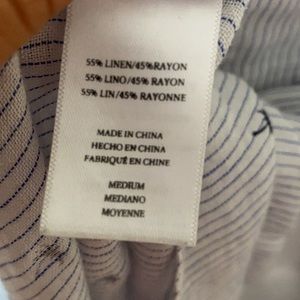 55% LINEN/45%RAYON
55% LINO/45% RAYON
55% LIN/45% RAYONNE
MADE IN CHINA
HECHO EN CHINA
FABRIQUÉ EN CHINE
MEDIUM
MEDIANO
MOYENNE